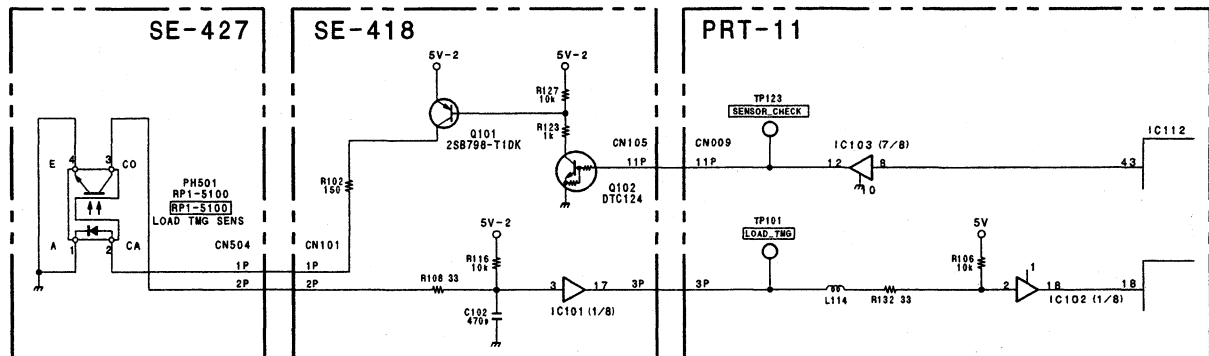 SE-427
SE-418
PRT-11
5V-2
5V-2
R127
10k
TP123
SENSOR_CHECK
Q101
2SB798-T1DK
R123
1k
CN105
CN009
IC103 (7/8)
IC112
E
4
3
CO
11P
11P
12
8
43
10
PH501
RP1-5100
RP1-5100
LOAD TMG SENS
R102
150
Q102
DTC124
5V-2
TP101
LOAD_TMG
5V
A
1
2
CA
CN504
CN101
R116
10k
R106
10k
1P
1P
1
2P
2P
R108 33
3
17
3P
3P
2
18
18
L114
R132 33
IC102 (1/8)
C102
470p
IC101 (1/8)